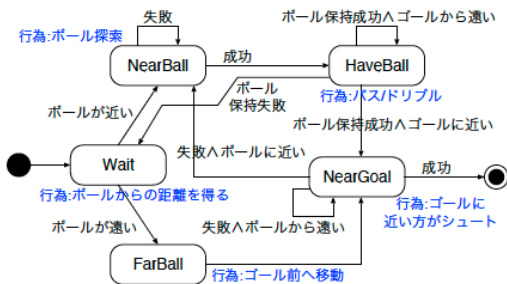 失敗
ボール保持成功∧ゴールから遠い
行為:ボール探索
NearBall
成功
HaveBall
ボール
保持失敗
行為:パス/ドリブル
ボールが近い
ボール保持成功∧ゴールに近い
Wait
失敗∧ボールに近い
NearGoal
成功
行為:ボールからの距離を得る
失敗∧ボールから遠い
行為:ゴールに
近い方がシュート
ボールが遠い
FarBall
行為:ゴール前へ移動